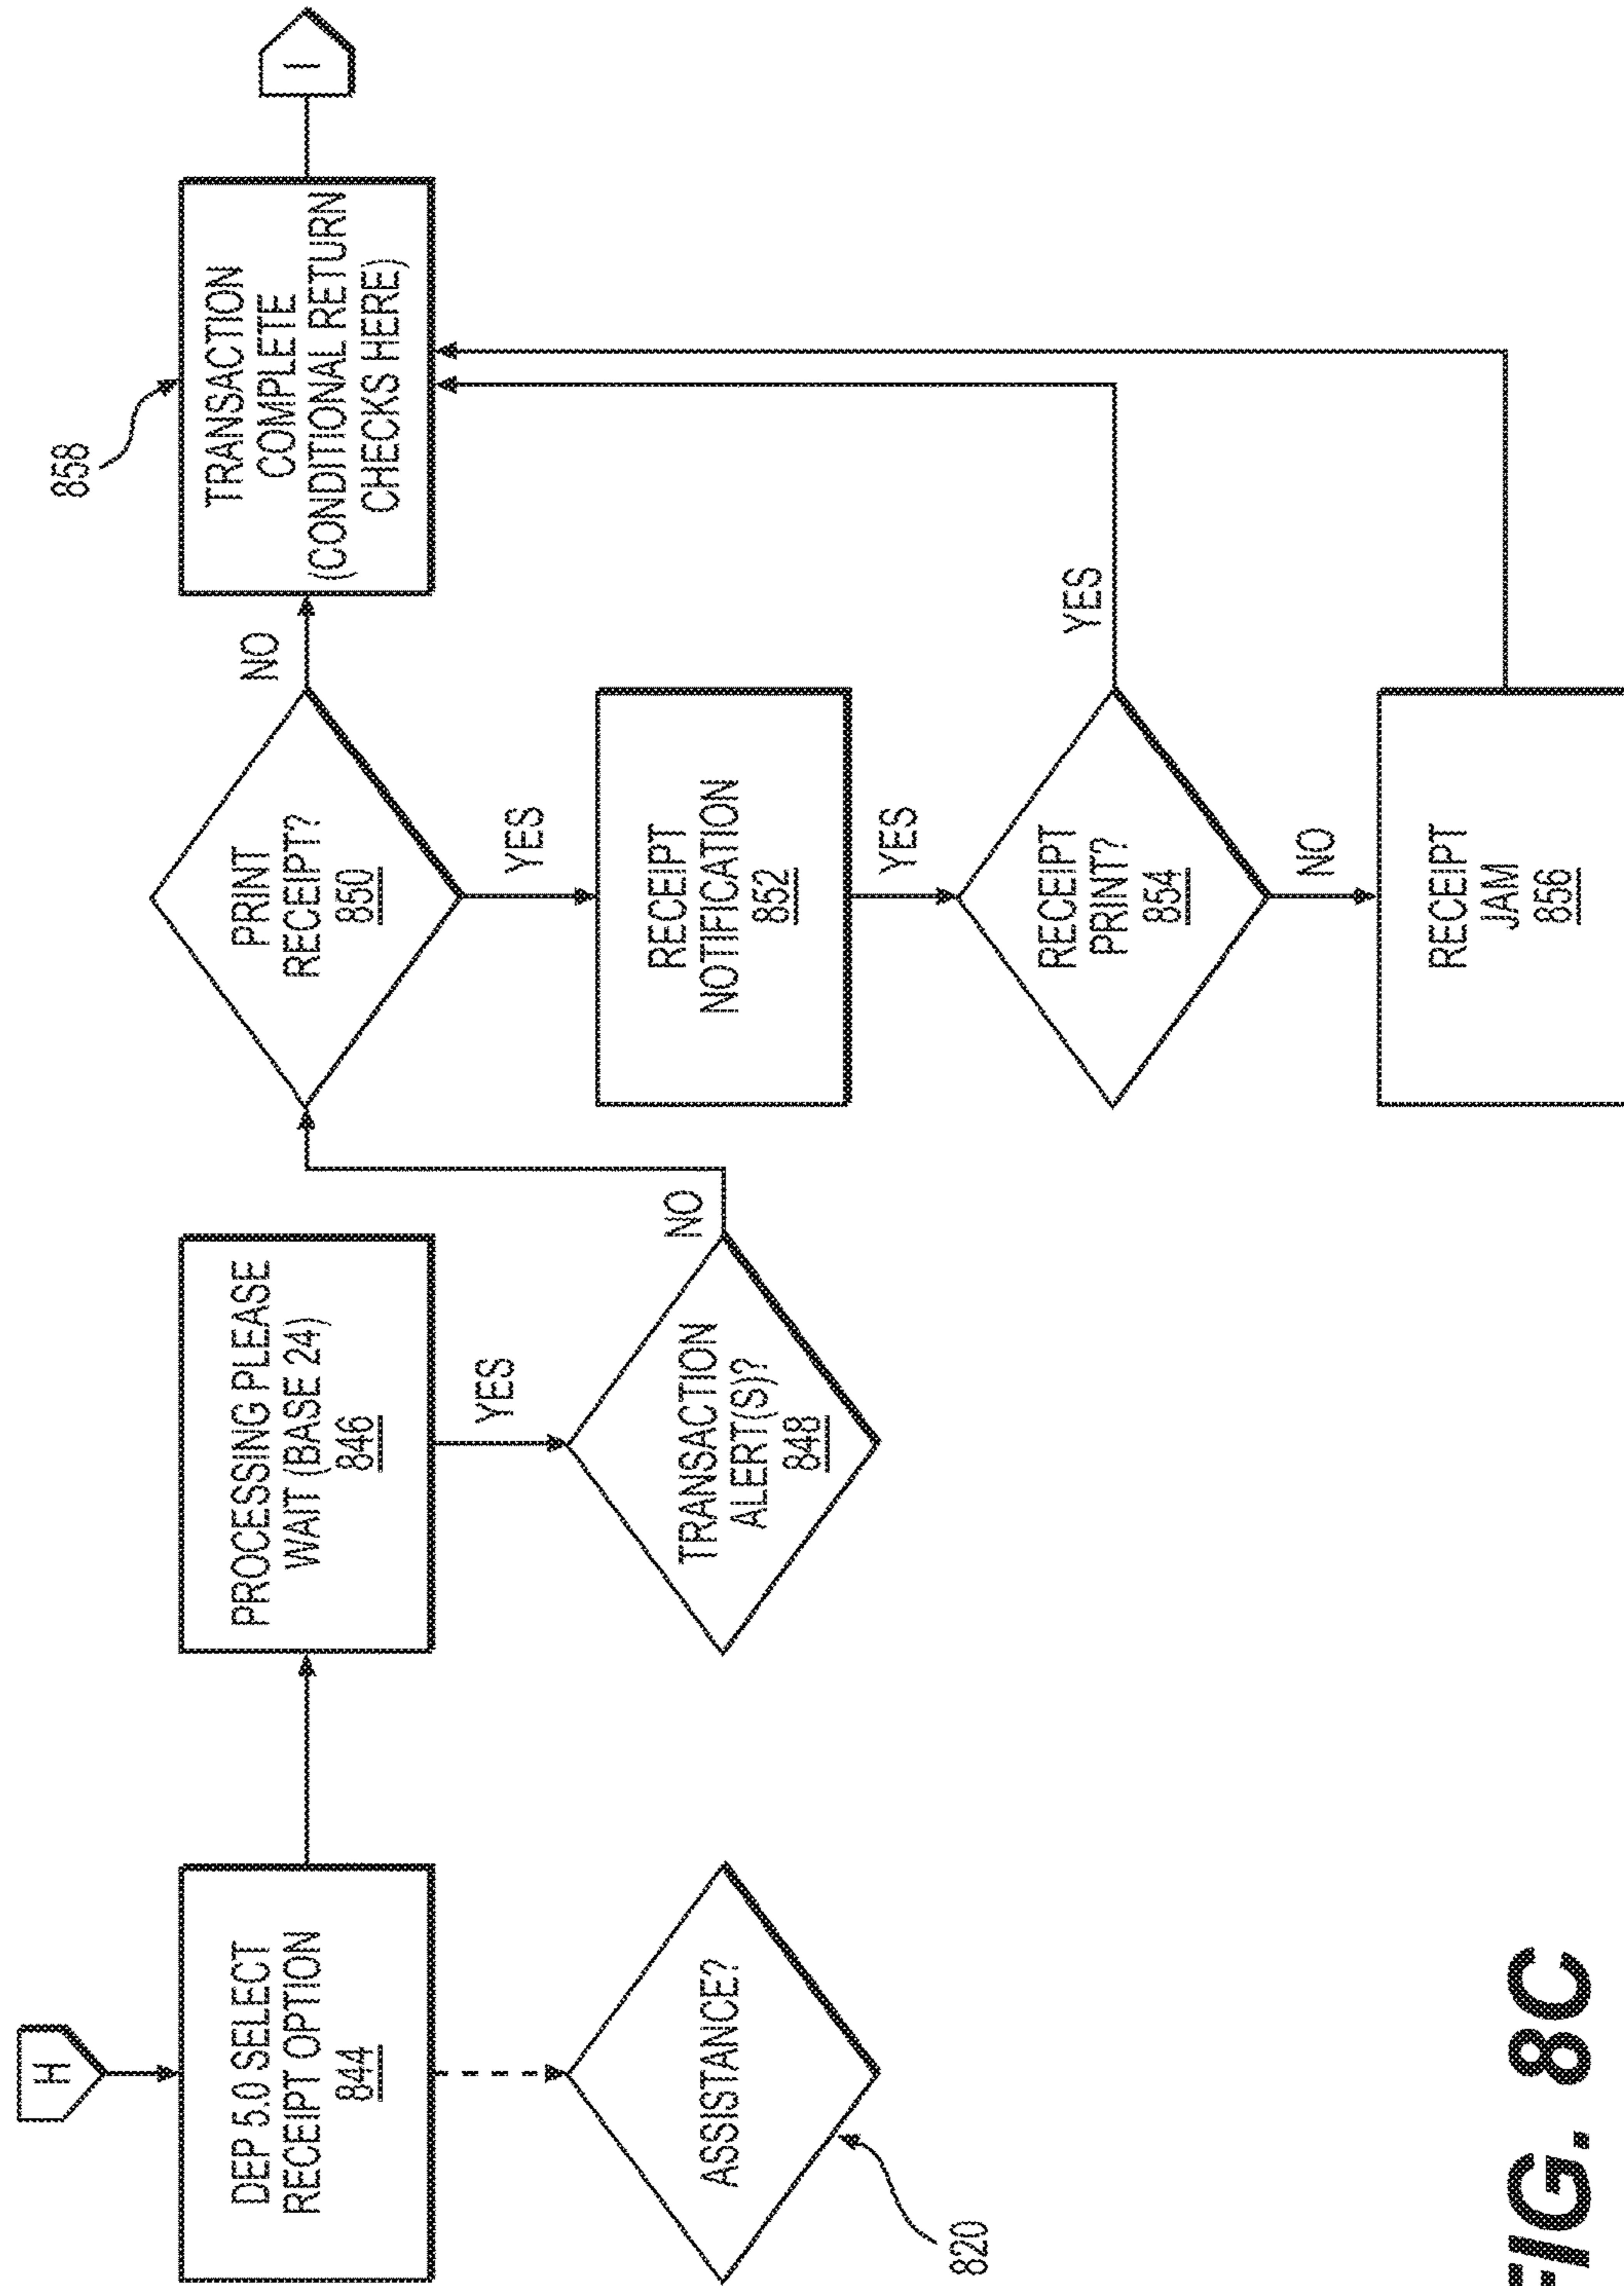 H
DEP 5.0 SELECT
RECEIPT OPTION
844
ASSISTANCE?
820
PROCESSING PLEASE
WAIT (BASE 24)
846
YES
TRANSACTION
ALERT(S)?
848
NO
PRINT
RECEIPT?
850
NO
YES
RECEIPT
NOTIFICATION
852
YES
RECEIPT
PRINT?
854
YES
NO
RECEIPT
JAM
856
858
TRANSACTION
COMPLETE
(CONDITIONAL RETURN
CHECKS HERE)
I
FIG. 8C